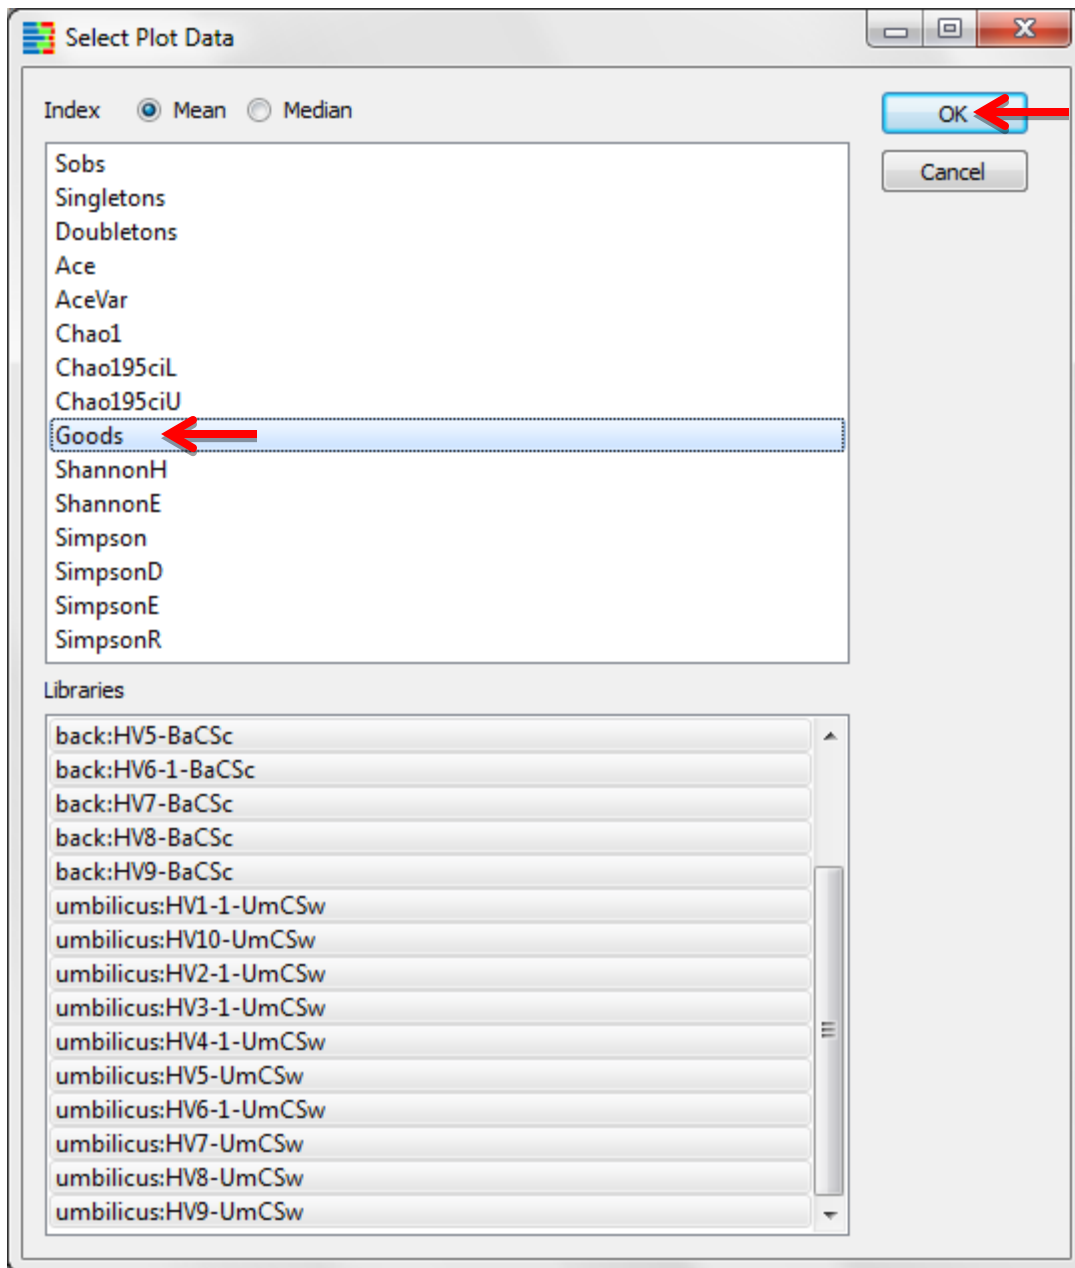 Select Plot Data
Index Mean Median
OK
Cancel
Sobs
Singletons
Doubletons
Ace
AceVar
Chao1
Chao195ciL
Chao195ciU
Goods
ShannonH
ShannonE
Simpson
SimpsonD
SimpsonE
SimpsonR
Libraries
back:HV5-BaCSc
back:HV6-1-BaCSc
back:HV7-BaCSc
back:HV8-BaCSc
back:HV9-BaCSc
umbilicus:HV1-1-UmCSw
umbilicus:HV10-UmCSw
umbilicus:HV2-1-UmCSw
umbilicus:HV3-1-UmCSw
umbilicus:HV4-1-UmCSw
umbilicus:HV5-UmCSw
umbilicus:HV6-1-UmCSw
umbilicus:HV7-UmCSw
umbilicus:HV8-UmCSw
umbilicus:HV9-UmCSw